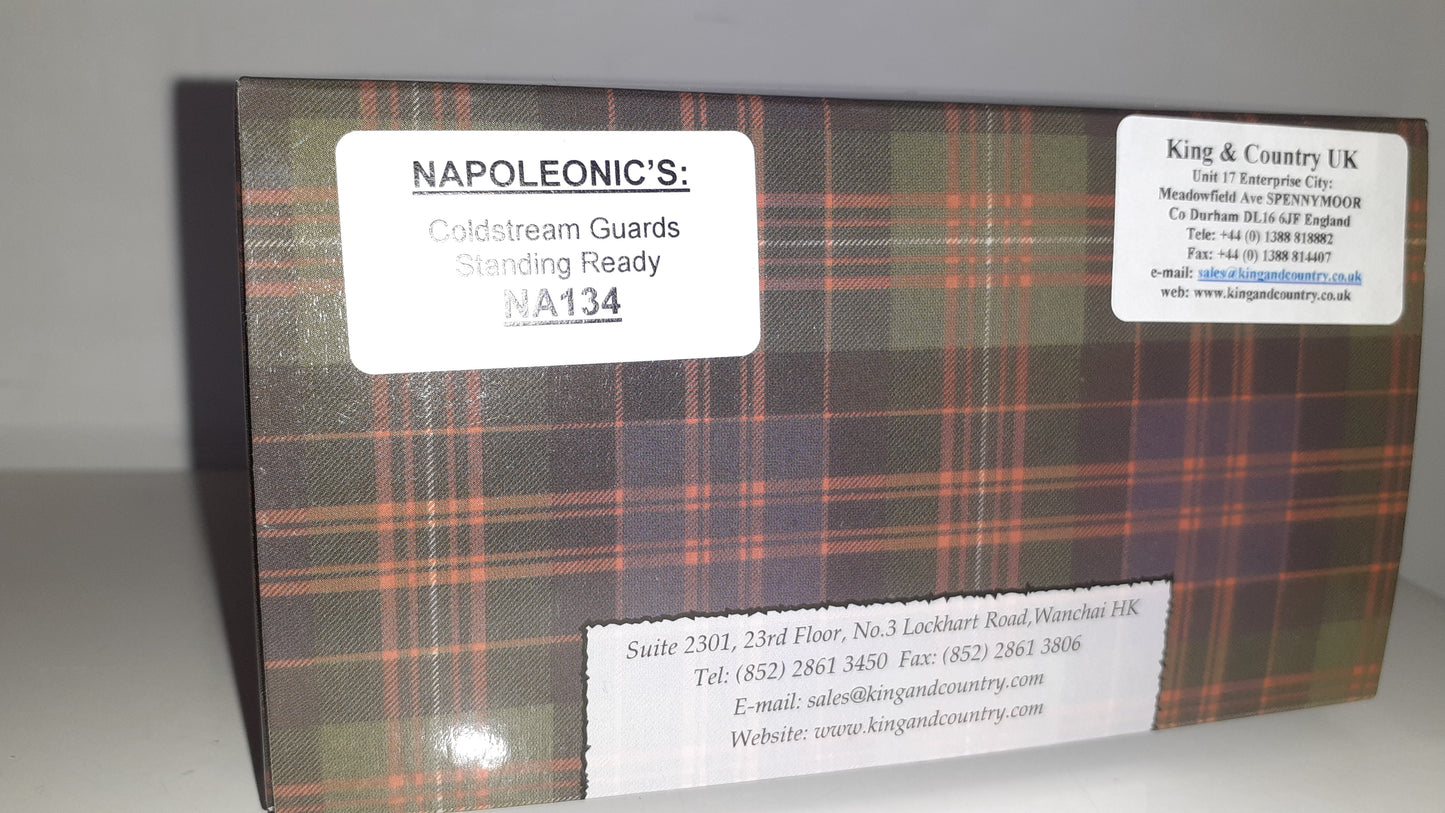 NAPOLEONIC'S:
Coldstream Guards
Standing Ready
NA134
King & Country UK
Unit 17 Enterprise City:
Meadowfield Ave SPENNYMOOR
Co Durham DL16 6JF England
Tele: +44 (0) 1388 818882
Fax: +44 (0) 1388 814407
e-mail: sales@kingandcountry.co.uk
web: www.kingandcountry.co.uk
Suite 2301, 23rd Floor, No.3 Lockhart Road,Wanchai HK
Tel: (852) 2861 3450 Fax: (852) 2861 3806
E-mail: sales@kingandcountry.com
Website: www.kingandcountry.com